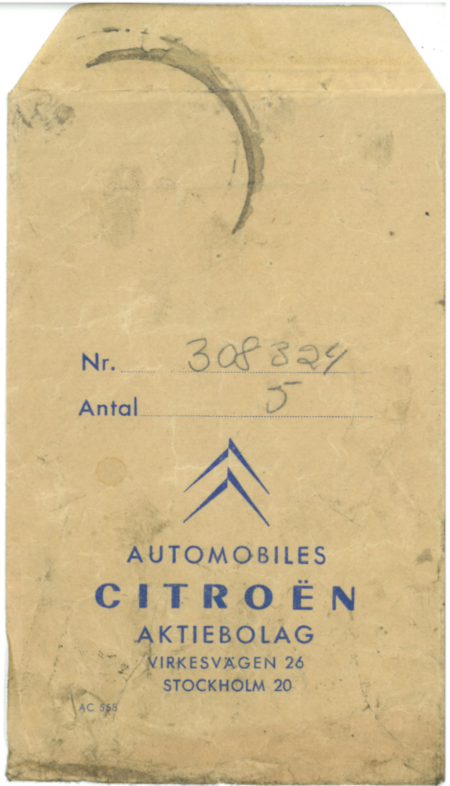 Nr. 308324
Antal 5
AUTOMOBILES
CITROËN
AKTIEBOLAG
VIRKESVÄGEN 26
STOCKHOLM 20
AC 558